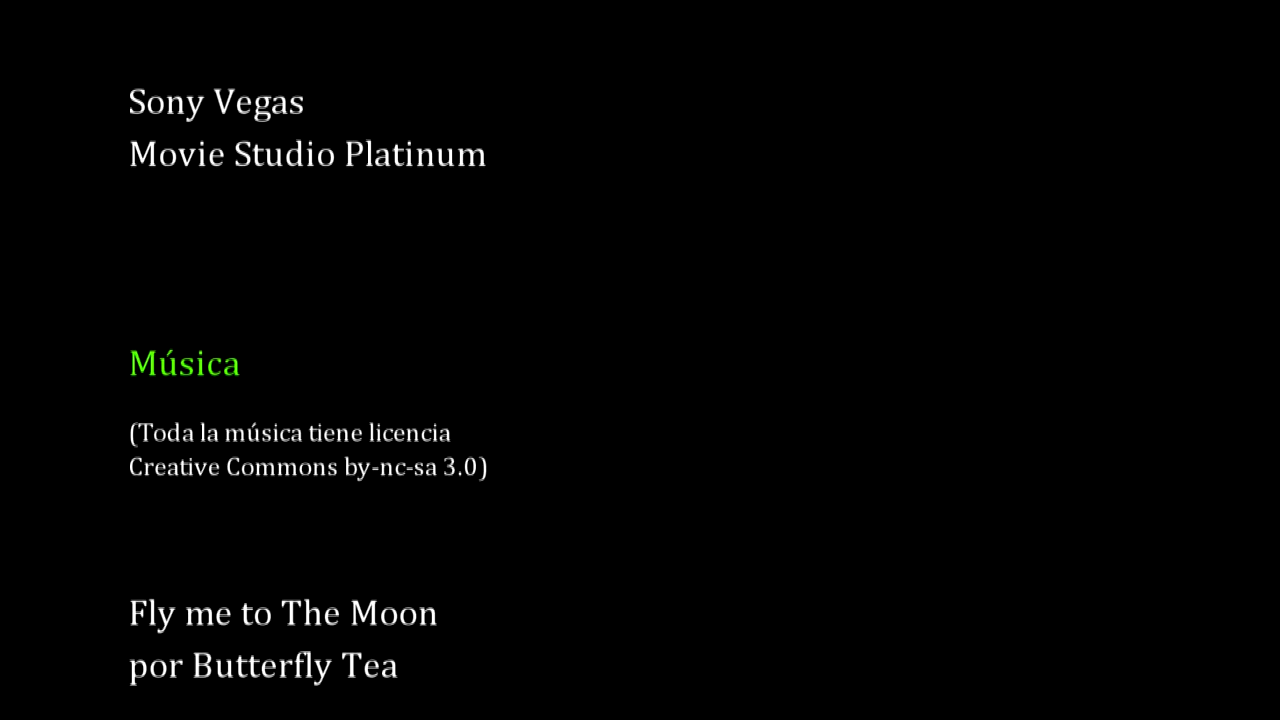 Sony Vegas
Movie Studio Platinum
Música
(Toda la música tiene licencia
Creative Commons by-nc-sa 3.0)
Fly me to The Moon
por Butterfly Tea